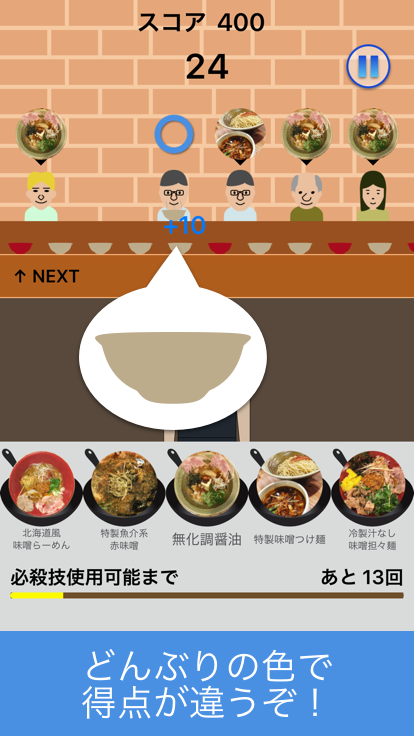 スコア 400
24
+10
↑ NEXT
北海道風
味噌らーめん
特製魚介系
赤味噌
無化調醤油
特製味噌つけ麺
冷製汁なし
味噌担々麺
必殺技使用可能まで
あと 13回
どんぶりの色で
得点が違うぞ！